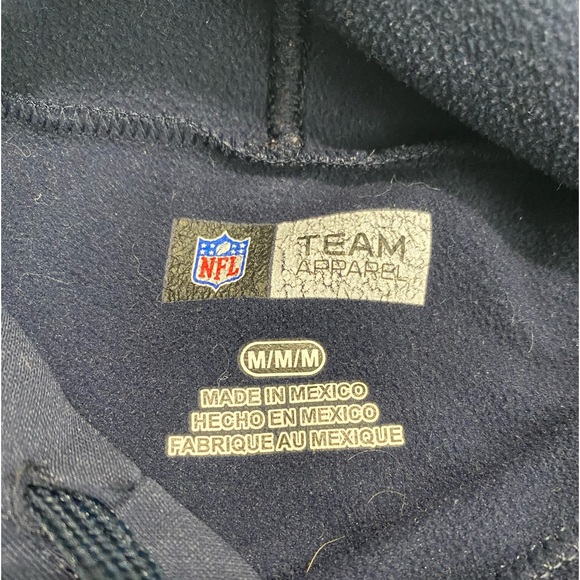 NFL
TEAM
APPAREL
M/M/M
MADE IN MEXICO
HECHO EN MEXICO
FABRIQUE AU MEXIQUE